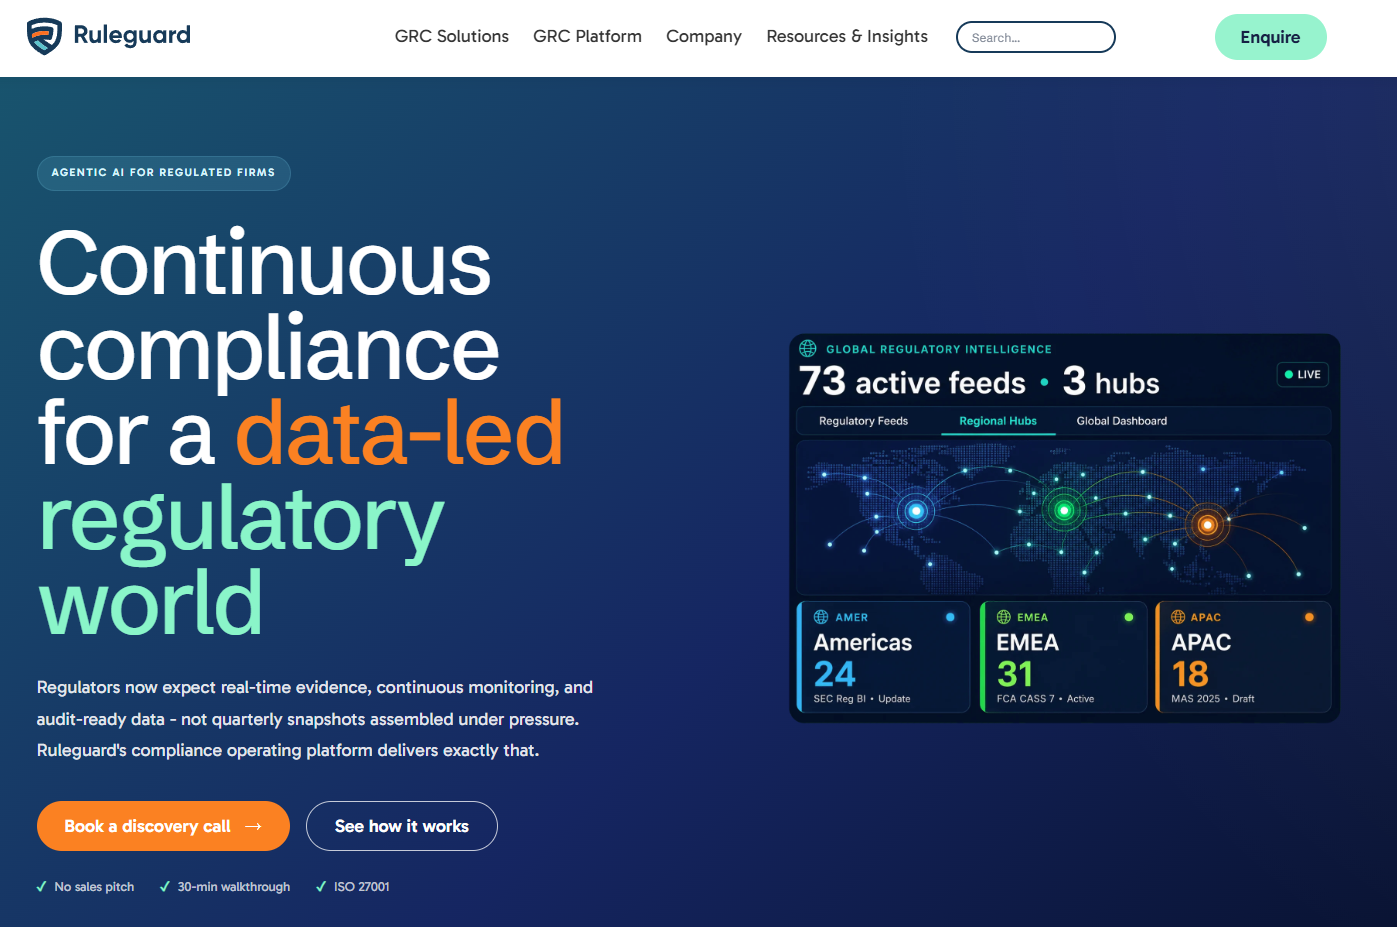 Ruleguard
GRC Solutions
GRC Platform
Company
Resources & Insights
Search...
Enquire
AGENTIC AI FOR REGULATED FIRMS
Continuous
compliance
for a data-led
regulatory
world
Regulators now expect real-time evidence, continuous monitoring, and
audit-ready data - not quarterly snapshots assembled under pressure.
Ruleguard's compliance operating platform delivers exactly that.
Book a discovery call →
See how it works
✓ No sales pitch
✓ 30-min walkthrough
✓ ISO 27001
GLOBAL REGULATORY INTELLIGENCE
73 active feeds • 3 hubs
LIVE
Regulatory Feeds
Regional Hubs
Global Dashboard
AMER
Americas
24
SEC Reg BI • Update
EMEA
EMEA
31
FCA CASS 7 • Active
APAC
APAC
18
MAS 2025 • Draft